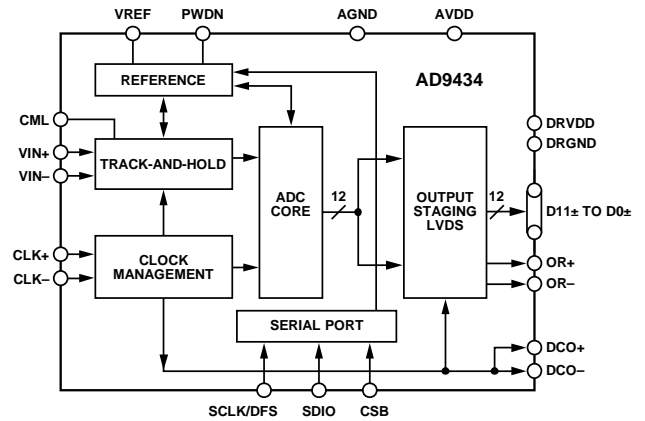 VREF
PWDN
AGND
AVDD
REFERENCE
AD9434
CML
VIN+
VIN–
TRACK-AND-HOLD
ADC
CORE
12
OUTPUT
STAGING
LVDS
12
DRVDD
DRGND
D11± TO D0±
CLK+
CLK–
CLOCK
MANAGEMENT
OR+
OR–
SERIAL PORT
DCO+
DCO–
SCLK/DFS
SDIO
CSB